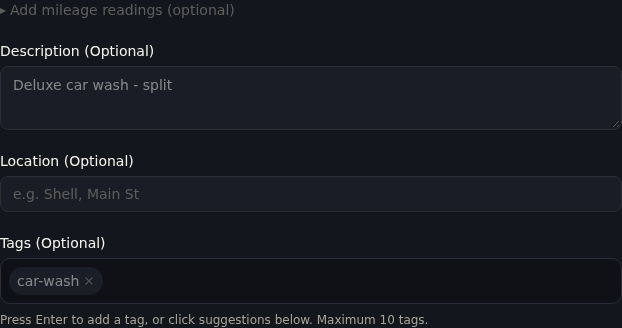 ▸ Add mileage readings (optional)
Description (Optional)
Deluxe car wash - split
Location (Optional)
e.g. Shell, Main St
Tags (Optional)
car-wash ×
Press Enter to add a tag, or click suggestions below. Maximum 10 tags.